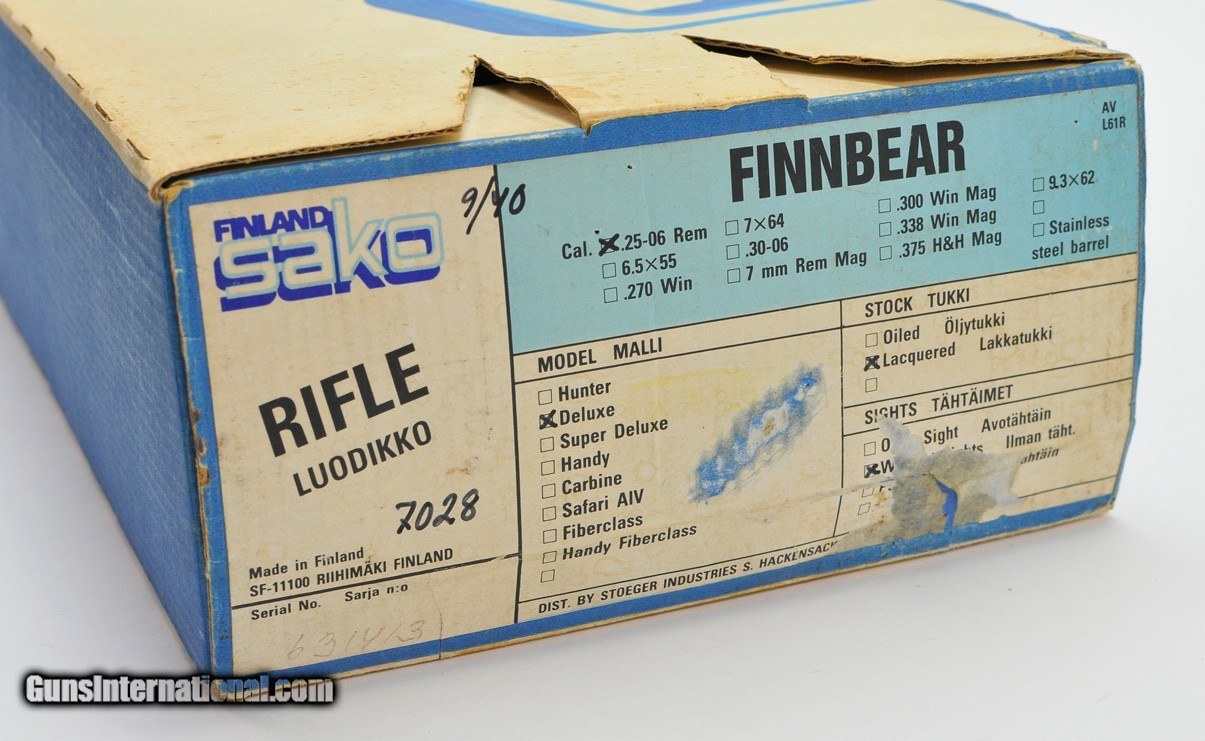 FINLAND
sako
9/40
RIFLE
LUODIKKO
7028
Made in Finland
SF-11100 RIIHIMÄKI FINLAND
Serial No. Sarja n:o
FINNBEAR
AV
L61R
Cal. .25-06 Rem
6.5×55
.270 Win
7×64
.30-06
7 mm Rem Mag
.300 Win Mag
.338 Win Mag
.375 H&H Mag
9.3×62
Stainless
steel barrel
MODEL MALLI
Hunter
Deluxe
Super Deluxe
Handy
Carbine
Safari AIV
Fiberclass
Handy Fiberclass
STOCK TUKKI
Oiled Öljytukki
Lacquered Lakkatukki
SIGHTS TÄHTÄIMET
Sight Avotähtäin
Ilman täht.
DIST. BY STOEGER INDUSTRIES S. HACKENSACK
GunsInternational.com